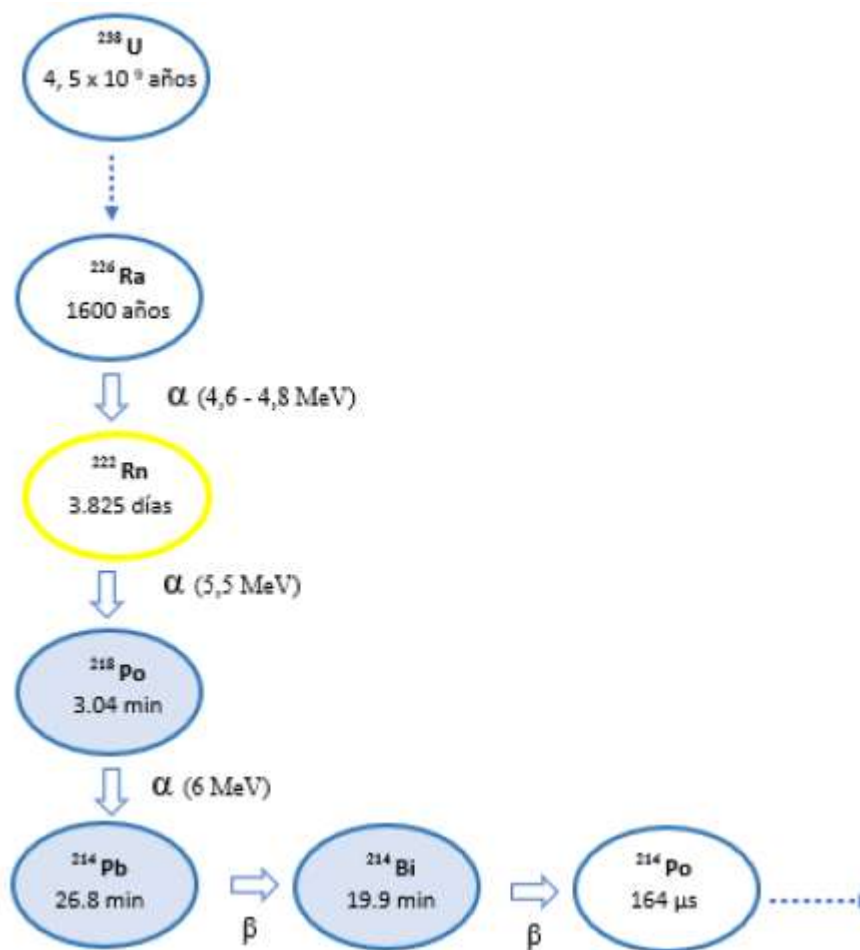 ²³⁸U
4, 5 x 10 ⁹ años
²²⁶Ra
1600 años
α (4,6 - 4,8 MeV)
²²²Rn
3.825 días
α (5,5 MeV)
²¹⁸Po
3.04 min
α (6 MeV)
²¹⁴Pb
26.8 min
β
²¹⁴Bi
19.9 min
β
²¹⁴Po
164 µs